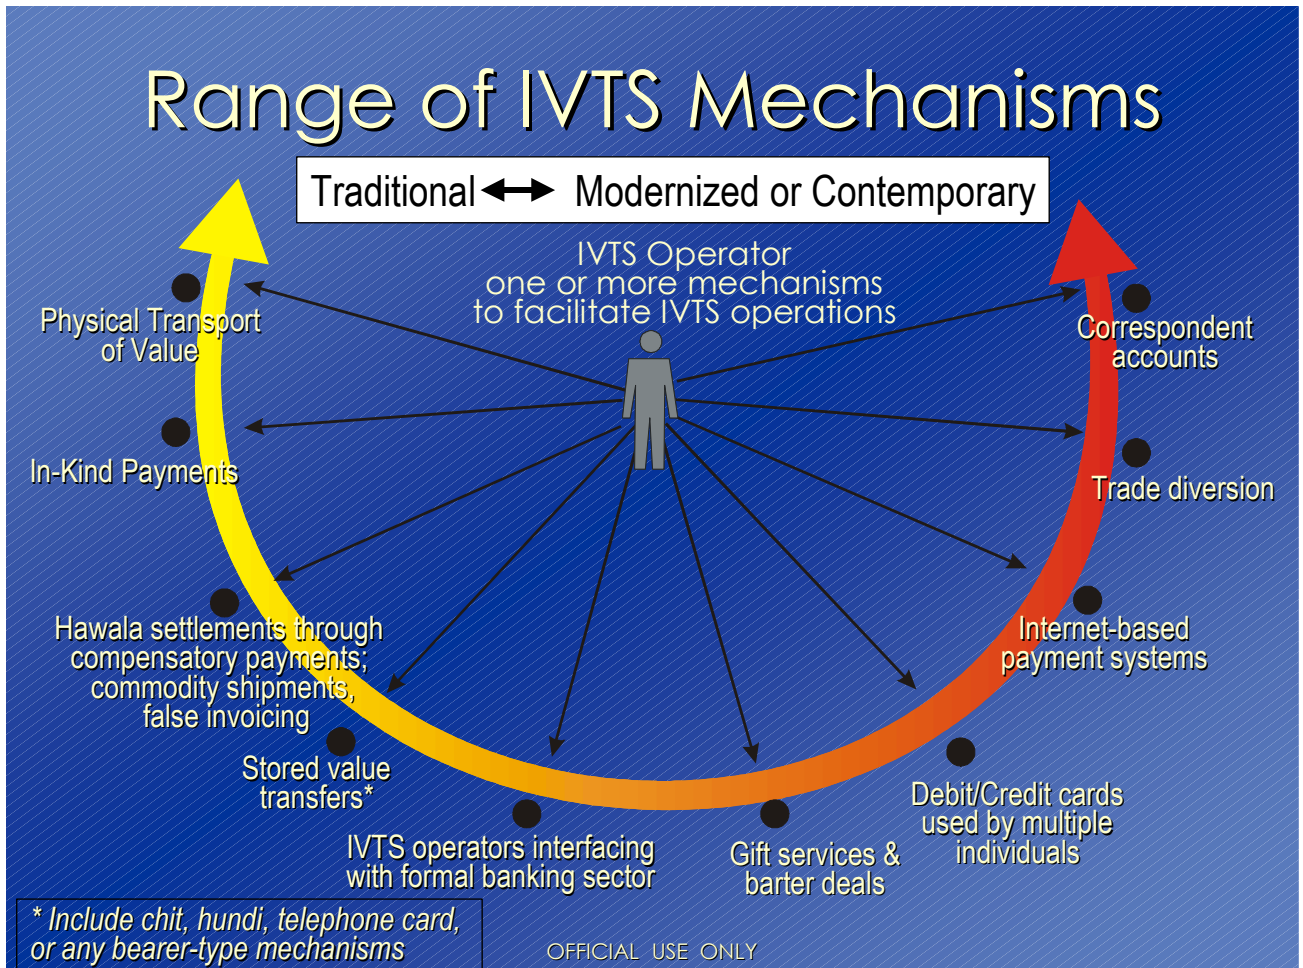 Range of IVTS Mechanisms
Traditional Modernized or Contemporary
IVTS Operator
one or more mechanisms
to facilitate IVTS operations
Physical Transport
of Value
In-Kind Payments
Hawala settlements through
compensatory payments;
commodity shipments,
false invoicing
Stored value
transfers*
IVTS operators interfacing
with formal banking sector
Gift services &
barter deals
Debit/Credit cards
used by multiple
individuals
Internet-based
payment systems
Trade diversion
Correspondent
accounts
* Include chit, hundi, telephone card,
or any bearer-type mechanisms
OFFICIAL USE ONLY